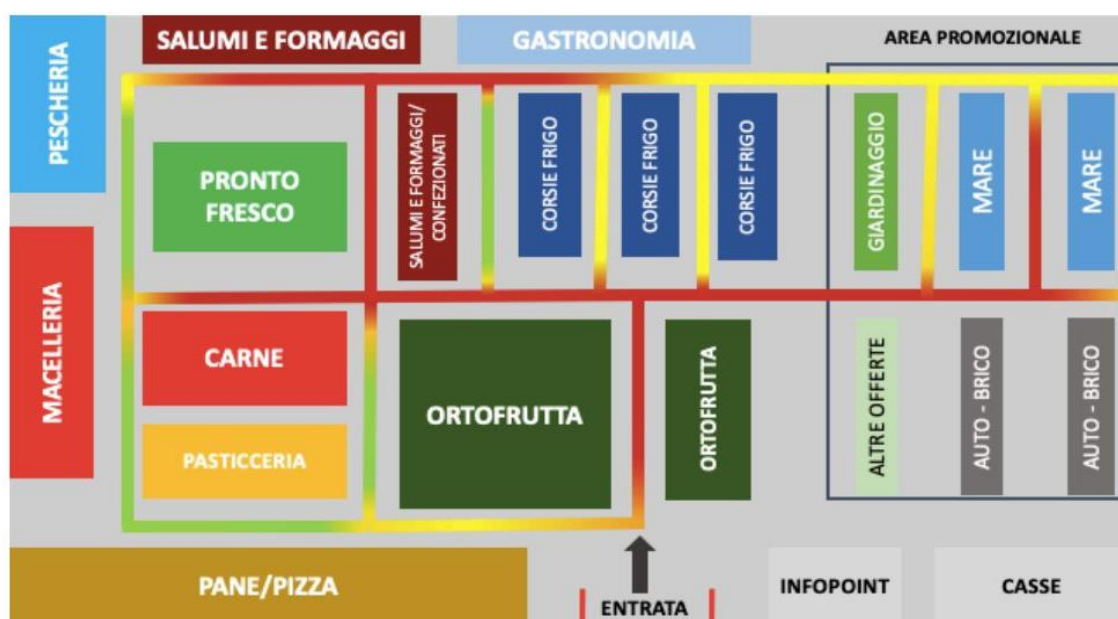 PESCHERIA
SALUMI E FORMAGGI
GASTRONOMIA
AREA PROMOZIONALE
PRONTO
FRESCO
SALUMI E FORMAGGI/
CONFEZIONATI
CORSIE FRIGO
CORSIE FRIGO
CORSIE FRIGO
GIARDINAGGIO
MARE
MARE
MACELLERIA
CARNE
PASTICCERIA
ORTOFRUTTA
ORTOFRUTTA
ALTRE OFFERTE
AUTO - BRICO
AUTO - BRICO
PANE/PIZZA
ENTRATA
INFOPOINT
CASSE